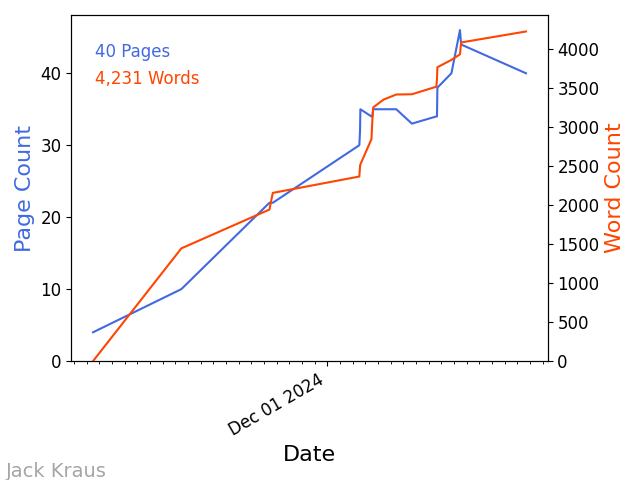 40 Pages
4,231 Words
Page Count
40
30
20
10
0
Word Count
4000
3500
3000
2500
2000
1500
1000
500
0
Dec 01 2024
Date
Jack Kraus